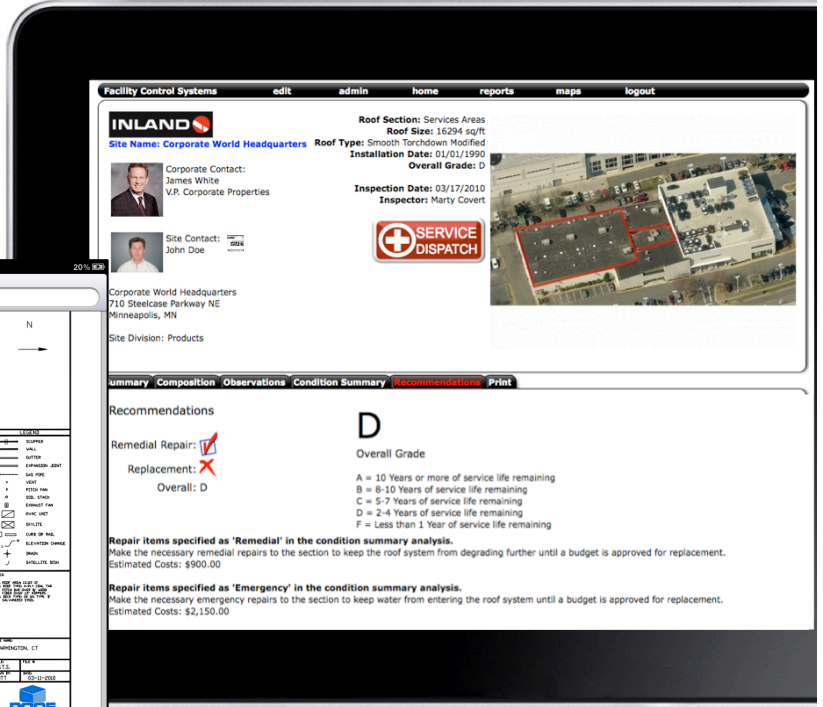 Facility Control Systems edit admin home reports maps logout
INLAND
Site Name: Corporate World Headquarters
Corporate Contact:
James White
V.P. Corporate Properties
Site Contact:
John Doe
Corporate World Headquarters
710 Steelcase Parkway NE
Minneapolis, MN
Site Division: Products
Roof Section: Services Areas
Roof Size: 16294 sq/ft
Roof Type: Smooth Torchdown Modified
Installation Date: 01/01/1990
Overall Grade: D
Inspection Date: 03/17/2010
Inspector: Marty Covert
SERVICE
DISPATCH
ummary Composition Observations Condition Summary Recommendations Print
Recommendations
Remedial Repair:
Replacement:
Overall: D
D
Overall Grade
A = 10 Years or more of service life remaining
B = 8-10 Years of service life remaining
C = 5-7 Years of service life remaining
D = 2-4 Years of service life remaining
F = Less than 1 Year of service life remaining
Repair items specified as 'Remedial' in the condition summary analysis.
Make the necessary remedial repairs to the section to keep the roof system from degrading further until a budget is approved for replacement.
Estimated Costs: $900.00
Repair items specified as 'Emergency' in the condition summary analysis.
Make the necessary emergency repairs to the section to keep water from entering the roof system until a budget is approved for replacement.
Estimated Costs: $2,150.00
20%
N
LEGEND
SCUPPER
WALL
GUTTER
EXPANSION JOINT
GAS PIPE
VENT
PITCH PAN
SOIL STACK
EXHAUST FAN
HVAC UNIT
SKYLITE
CURB OR RAIL
ELEVATION CHANGE
DRAIN
SATELLITE DISH
ARMINGTON, CT
03-11-2010